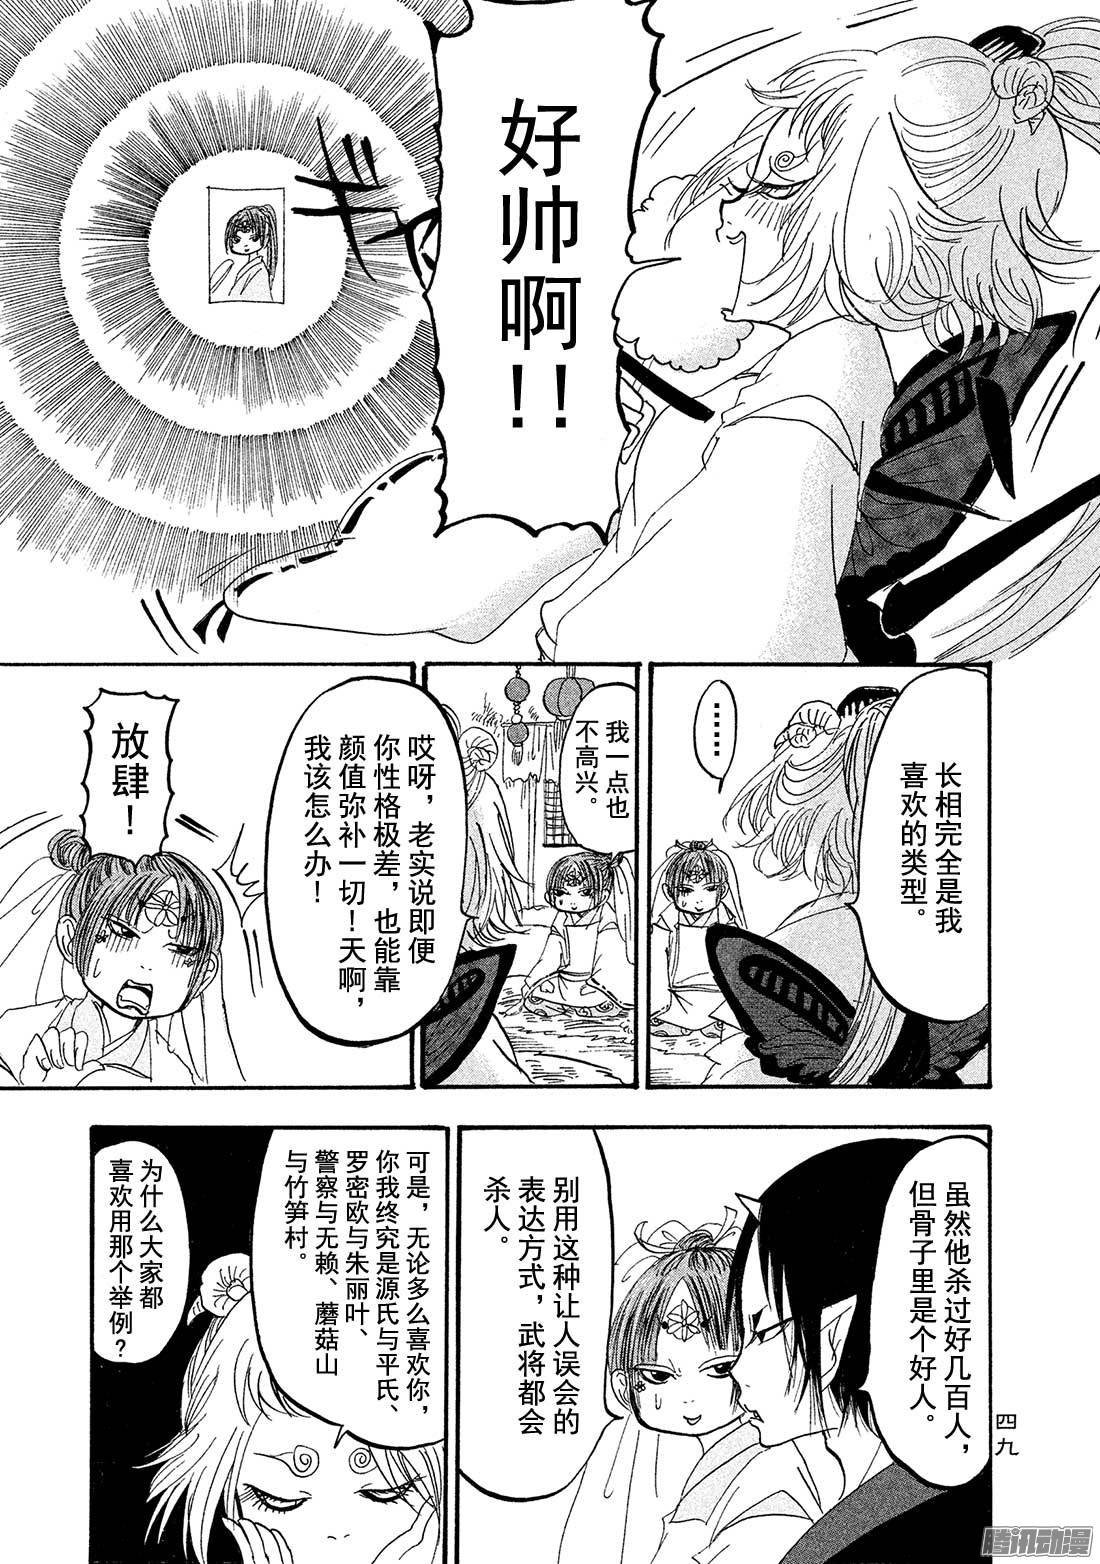 好帅啊!!
ギャ
长相完全是我
喜欢的类型。
……
我一点也
不高兴。
哎呀，老实说即便
你性格极差，也能靠
颜值弥补一切！天啊，
我该怎么办！
放肆！
虽然他杀过好几百人，
但骨子里是个好人。
别用这种让人误会的
表达方式，武将都会
杀人。
可是，无论多么喜欢你，
你我终究是源氏与平氏、
罗密欧与朱丽叶、
警察与无赖、蘑菇山
与竹笋村。
为什么大家都
喜欢用那个举例？
四九
腾讯动漫